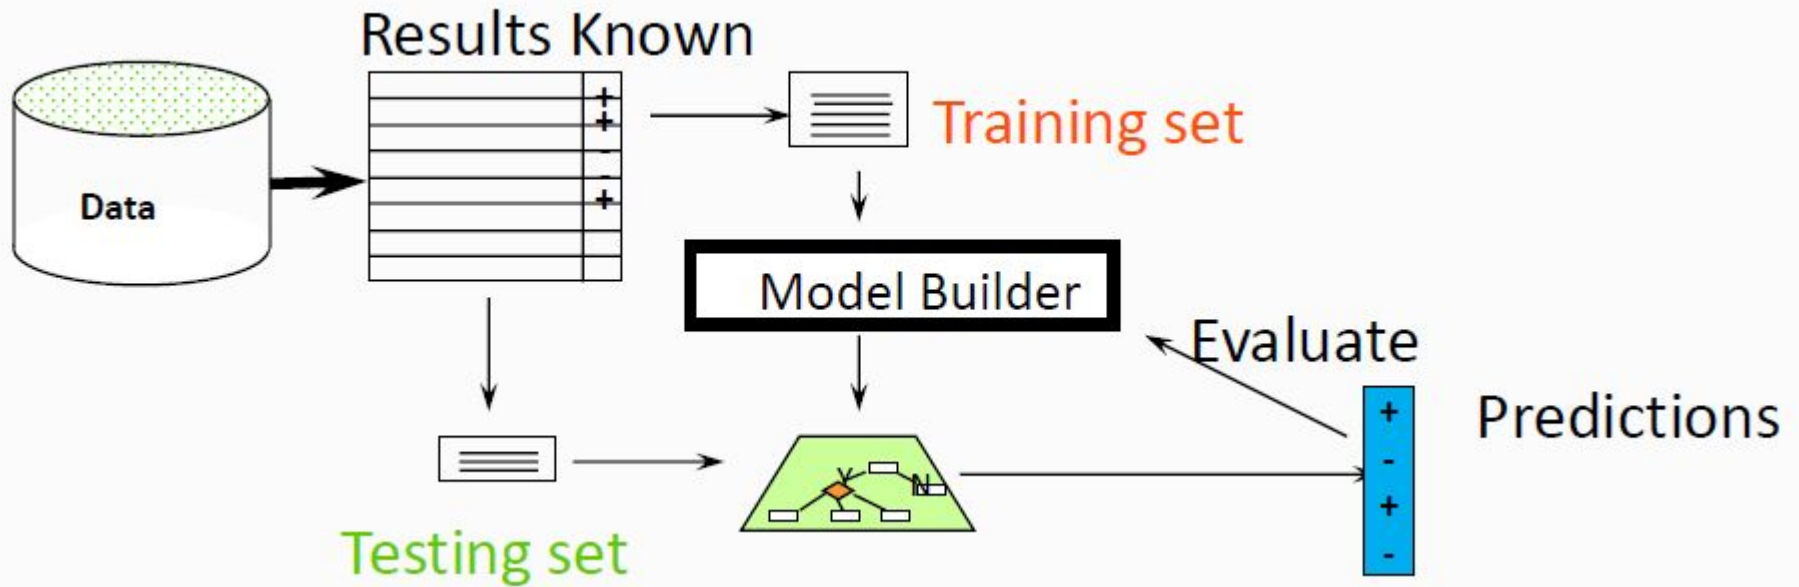 Results Known
Data
+
+
-
-
+
Training set
Model Builder
Evaluate
Predictions
+
-
+
-
Y
N
Testing set